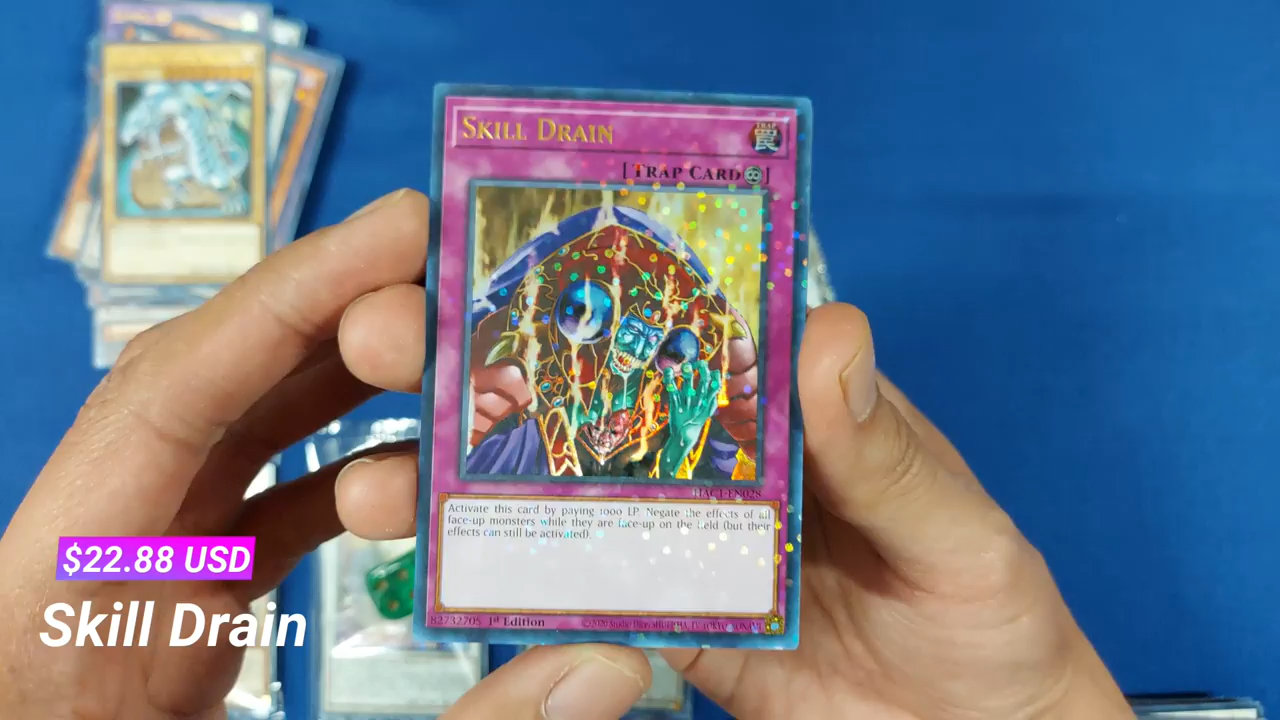 SKILL DRAIN
TRAP
罠
[TRAP CARD ]
HAC1-EN028
Activate this card by paying 1000 LP. Negate the effects of all
face-up monsters while they are face-up on the field (but their
effects can still be activated).
82732705 1st Edition
$22.88 USD
Skill Drain